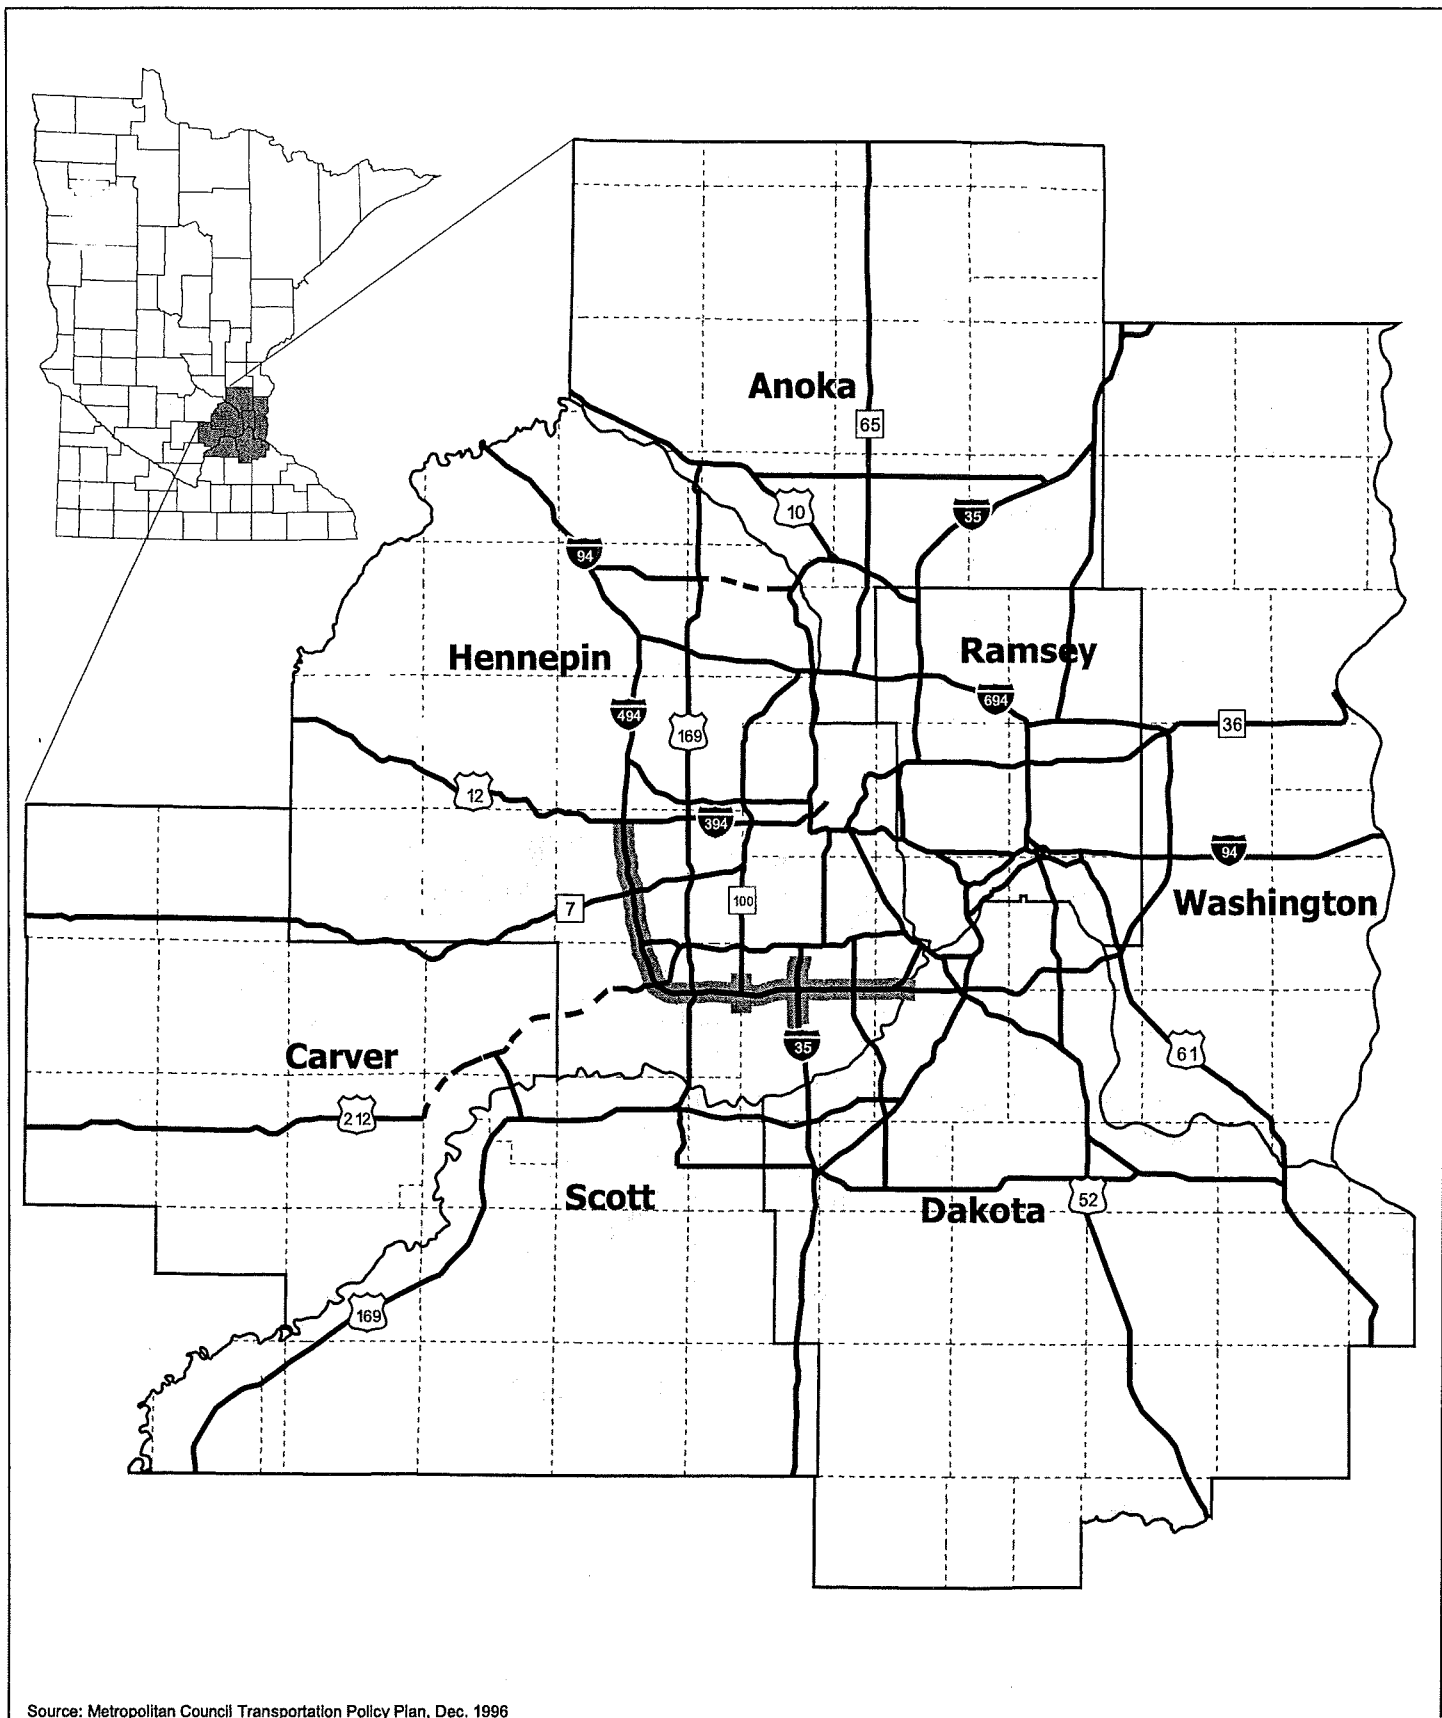 Anoka
65
10
35
94
Hennepin
Ramsey
494
169
694
36
12
394
94
7
100
Washington
35
Carver
61
212
Scott
52
Dakota
169
Source: Metropolitan Council Transportation Policy Plan, Dec. 1996